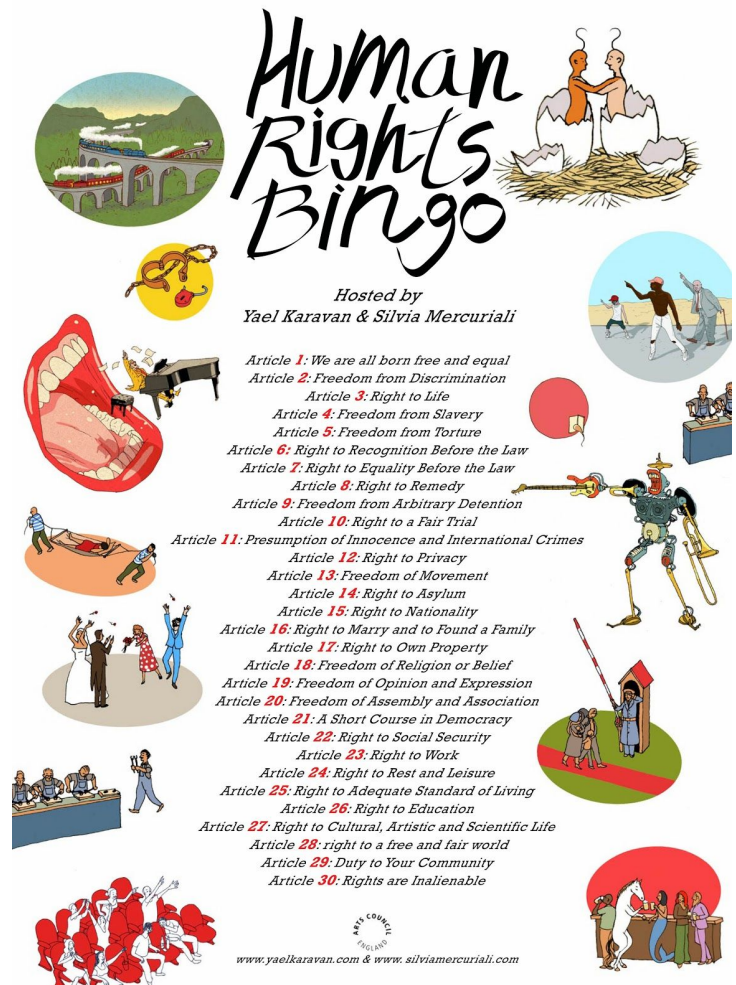 Human
Rights
Bingo
Hosted by
Yael Karavan & Silvia Mercuriali
Article 1: We are all born free and equal
Article 2: Freedom from Discrimination
Article 3: Right to Life
Article 4: Freedom from Slavery
Article 5: Freedom from Torture
Article 6: Right to Recognition Before the Law
Article 7: Right to Equality Before the Law
Article 8: Right to Remedy
Article 9: Freedom from Arbitrary Detention
Article 10: Right to a Fair Trial
Article 11: Presumption of Innocence and International Crimes
Article 12: Right to Privacy
Article 13: Freedom of Movement
Article 14: Right to Asylum
Article 15: Right to Nationality
Article 16: Right to Marry and to Found a Family
Article 17: Right to Own Property
Article 18: Freedom of Religion or Belief
Article 19: Freedom of Opinion and Expression
Article 20: Freedom of Assembly and Association
Article 21: A Short Course in Democracy
Article 22: Right to Social Security
Article 23: Right to Work
Article 24: Right to Rest and Leisure
Article 25: Right to Adequate Standard of Living
Article 26: Right to Education
Article 27: Right to Cultural, Artistic and Scientific Life
Article 28: right to a free and fair world
Article 29: Duty to Your Community
Article 30: Rights are Inalienable
ARTS COUNCIL
ENGLAND
www.yaelkaravan.com & www. silviamercuriali.com